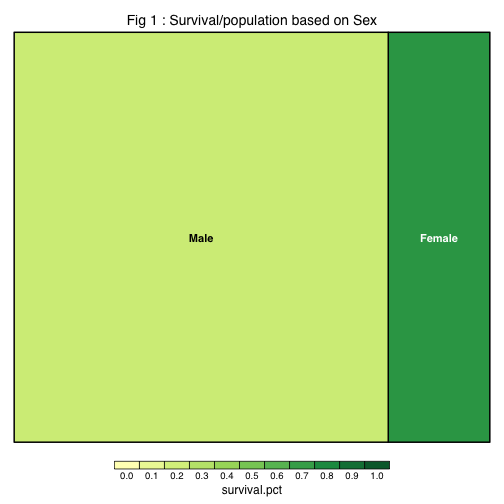 Fig 1 : Survival/population based on Sex
Male
Female
0.0 0.1 0.2 0.3 0.4 0.5 0.6 0.7 0.8 0.9 1.0
survival.pct